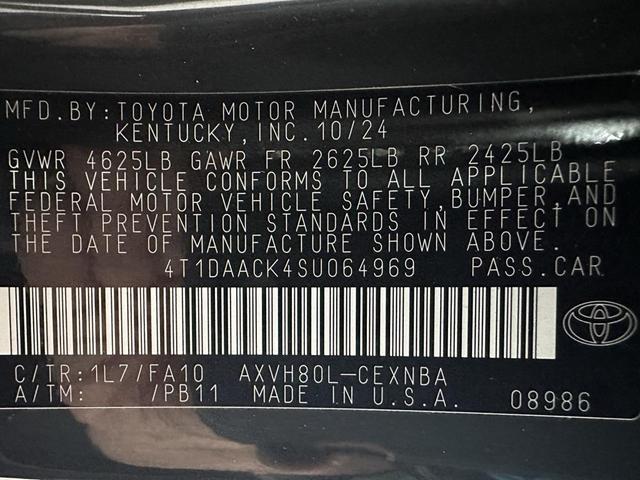 MFD. BY: TOYOTA MOTOR MANUFACTURING,
KENTUCKY, INC. 10/24
GVWR 4625LB GAWR FR 2625LB RR 2425LB
THIS VEHICLE CONFORMS TO ALL APPLICABLE
FEDERAL MOTOR VEHICLE SAFETY, BUMPER, AND
THEFT PREVENTION STANDARDS IN EFFECT ON
THE DATE OF MANUFACTURE SHOWN ABOVE.
4T1DAACK4SU064969 PASS. CAR
C/TR: 1L7/FA10 AXVH80L-CEXNBA
A/TM: /PB11 MADE IN U.S.A. 08986